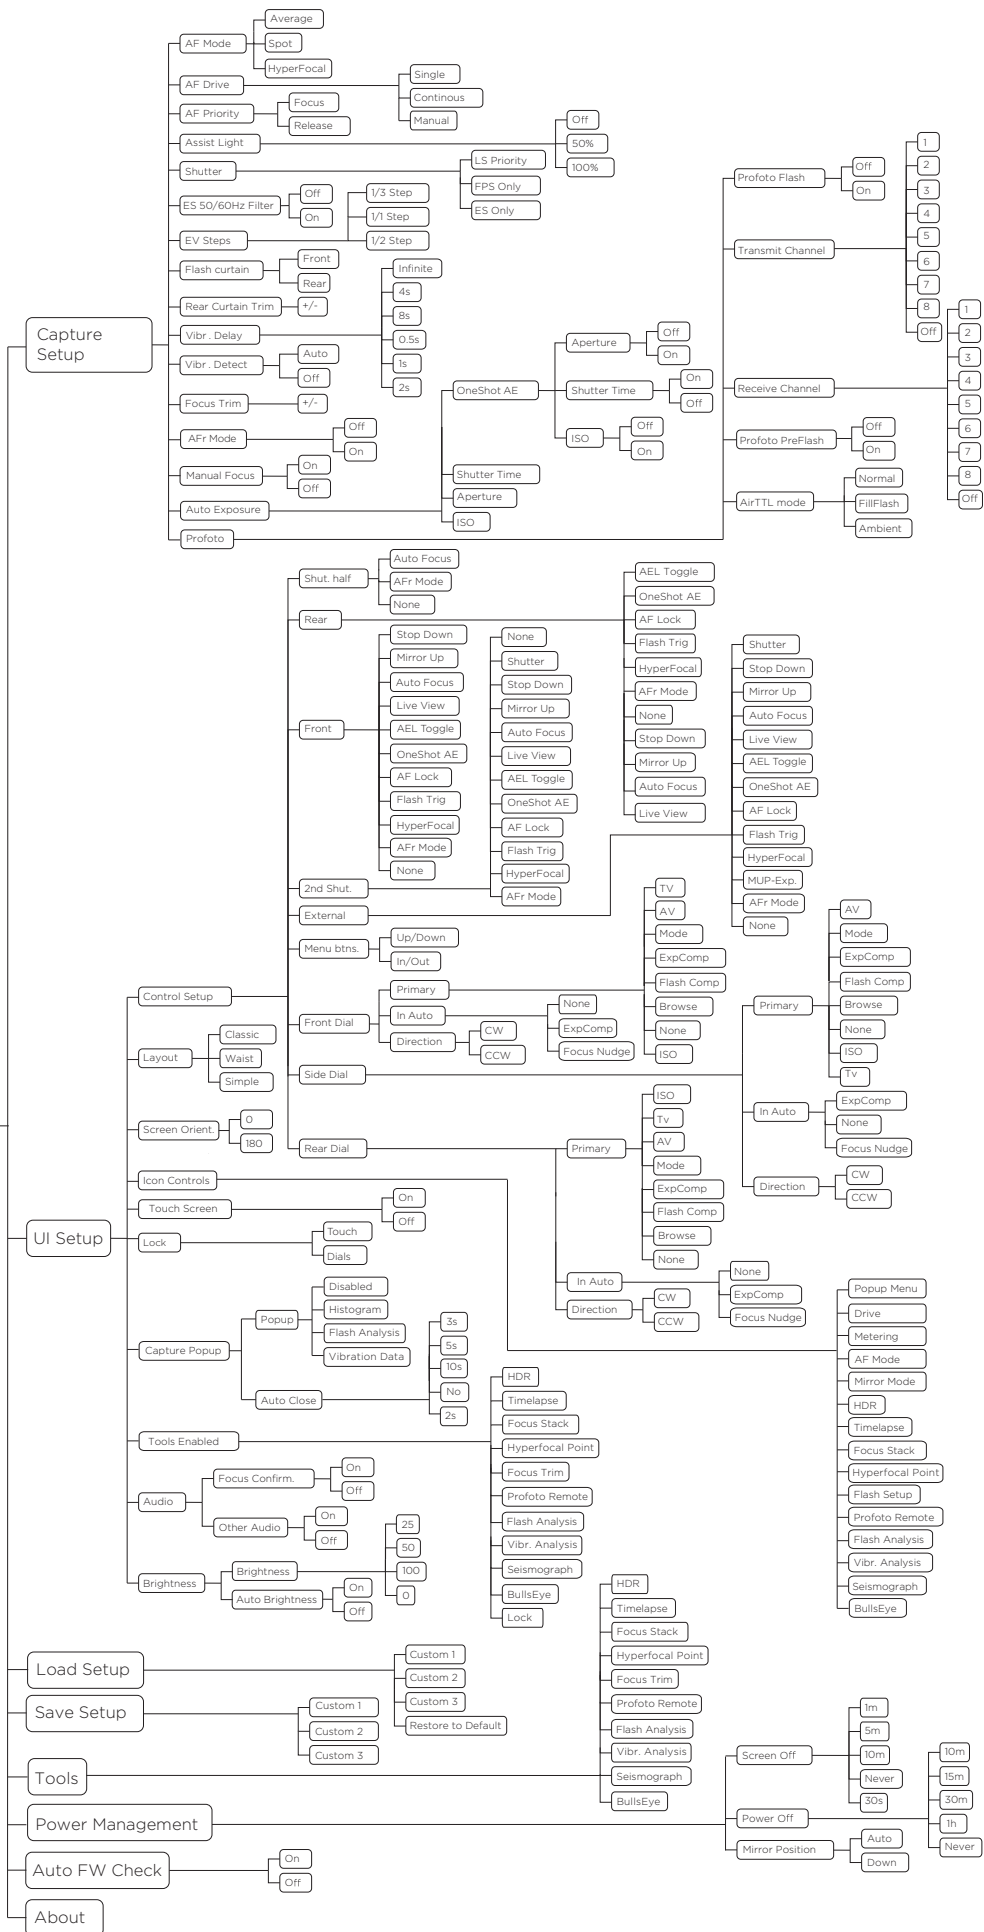 Capture
Setup
AF Mode
Average
Spot
HyperFocal
AF Drive
Single
Continous
Manual
AF Priority
Focus
Release
Assist Light
Off
50%
100%
Shutter
LS Priority
FPS Only
ES Only
ES 50/60Hz Filter
Off
On
EV Steps
1/3 Step
1/1 Step
1/2 Step
Flash curtain
Front
Rear
Rear Curtain Trim
+/-
Vibr. Delay
Infinite
4s
8s
0.5s
1s
2s
Vibr . Detect
Auto
Off
Focus Trim
+/-
AFr Mode
Off
On
Manual Focus
On
Off
Auto Exposure
OneShot AE
Aperture
Off
On
Shutter Time
On
Off
ISO
Off
On
Shutter Time
Aperture
ISO
Profoto
Profoto Flash
Off
On
Transmit Channel
1
2
3
4
5
6
7
8
Off
Receive Channel
1
2
3
4
5
6
7
8
Off
Profoto PreFlash
Off
On
AirTTL mode
Normal
FillFlash
Ambient
UI Setup
Control Setup
Shut. half
Auto Focus
AFr Mode
None
Rear
AEL Toggle
OneShot AE
AF Lock
Flash Trig
HyperFocal
AFr Mode
None
Stop Down
Mirror Up
Auto Focus
Live View
Front
Stop Down
Mirror Up
Auto Focus
Live View
AEL Toggle
OneShot AE
AF Lock
Flash Trig
HyperFocal
AFr Mode
None
2nd Shut.
None
Shutter
Stop Down
Mirror Up
Auto Focus
Live View
AEL Toggle
OneShot AE
AF Lock
Flash Trig
HyperFocal
AFr Mode
External
Shutter
Stop Down
Mirror Up
Auto Focus
Live View
AEL Toggle
OneShot AE
AF Lock
Flash Trig
HyperFocal
MUP-Exp.
AFr Mode
None
Menu btns.
Up/Down
In/Out
Front Dial
Primary
TV
AV
Mode
ExpComp
Flash Comp
Browse
None
ISO
In Auto
None
ExpComp
Focus Nudge
Direction
CW
CCW
Side Dial
Primary
AV
Mode
ExpComp
Flash Comp
Browse
None
ISO
Tv
In Auto
ExpComp
None
Focus Nudge
Direction
CW
CCW
Rear Dial
Primary
ISO
Tv
AV
Mode
ExpComp
Flash Comp
Browse
None
In Auto
None
ExpComp
Focus Nudge
Direction
CW
CCW
Layout
Classic
Waist
Simple
Screen Orient.
0
180
Icon Controls
Popup Menu
Drive
Metering
AF Mode
Mirror Mode
HDR
Timelapse
Focus Stack
Hyperfocal Point
Flash Setup
Profoto Remote
Flash Analysis
Vibr. Analysis
Seismograph
BullsEye
Touch Screen
On
Off
Lock
Touch
Dials
Capture Popup
Popup
Disabled
Histogram
Flash Analysis
Vibration Data
Auto Close
3s
5s
10s
No
2s
Tools Enabled
HDR
Timelapse
Focus Stack
Hyperfocal Point
Focus Trim
Profoto Remote
Flash Analysis
Vibr. Analysis
Seismograph
BullsEye
Lock
Audio
Focus Confirm.
On
Off
Other Audio
On
Off
Brightness
Brightness
25
50
100
0
Auto Brightness
On
Off
Load Setup
Custom 1
Custom 2
Custom 3
Restore to Default
Save Setup
Custom 1
Custom 2
Custom 3
Tools
HDR
Timelapse
Focus Stack
Hyperfocal Point
Focus Trim
Profoto Remote
Flash Analysis
Vibr. Analysis
Seismograph
BullsEye
Power Management
Screen Off
1m
5m
10m
Never
30s
Power Off
10m
15m
30m
1h
Never
Mirror Position
Auto
Down
Auto FW Check
On
Off
About